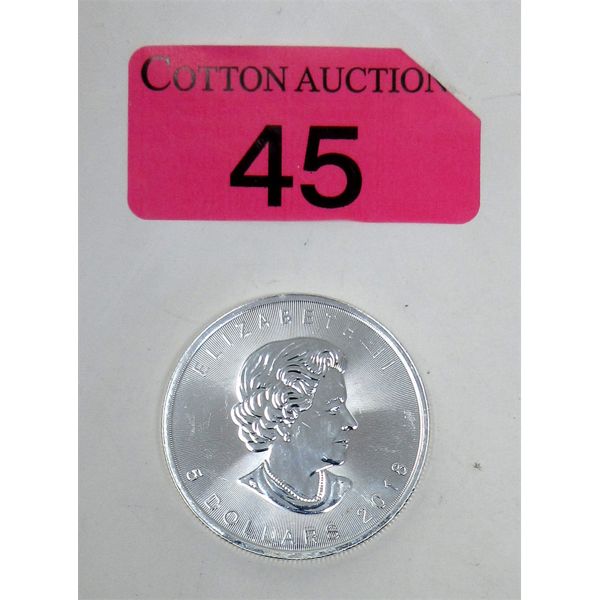 COTTON AUCTION
45
ELIZABETH II
5 DOLLARS 2018